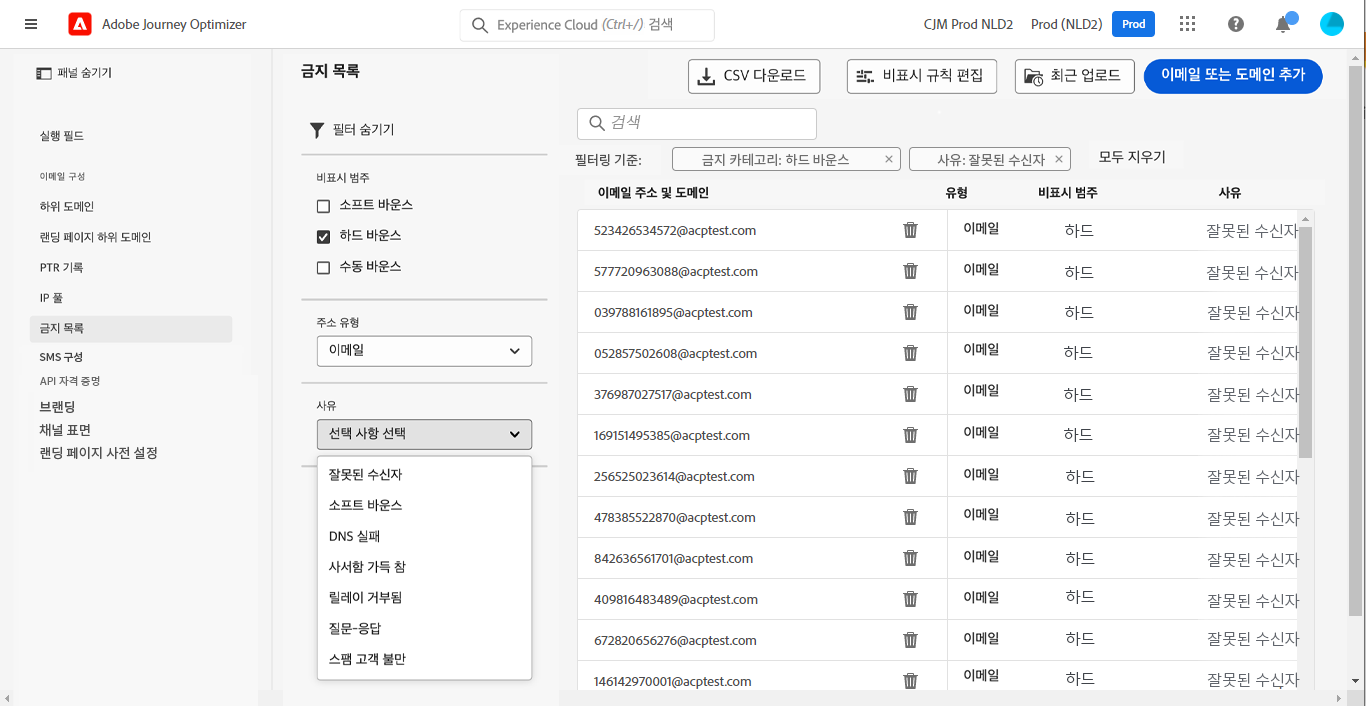 Adobe Journey Optimizer
Experience Cloud (Ctrl+/) 검색
CJM Prod NLD2
Prod (NLD2)
Prod
패널 숨기기
실행 필드
이메일 구성
하위 도메인
랜딩 페이지 하위 도메인
PTR 기록
IP 풀
금지 목록
SMS 구성
API 자격 증명
브랜딩
채널 표면
랜딩 페이지 사전 설정
금지 목록
필터 숨기기
비표시 범주
소프트 바운스
하드 바운스
수동 바운스
주소 유형
이메일
사유
선택 사항 선택
잘못된 수신자
소프트 바운스
DNS 실패
사서함 가득 참
릴레이 거부됨
질문-응답
스팸 고객 불만
CSV 다운로드
비표시 규칙 편집
최근 업로드
이메일 또는 도메인 추가
검색
필터링 기준:
금지 카테고리: 하드 바운스 ×
사유: 잘못된 수신자 ×
모두 지우기
이메일 주소 및 도메인 유형 비표시 범주 사유
523426534572@acptest.com 이메일 하드 잘못된 수신자
577720963088@acptest.com 이메일 하드 잘못된 수신자
039788161895@acptest.com 이메일 하드 잘못된 수신자
052857502608@acptest.com 이메일 하드 잘못된 수신자
376987027517@acptest.com 이메일 하드 잘못된 수신자
169151495385@acptest.com 이메일 하드 잘못된 수신자
256525023614@acptest.com 이메일 하드 잘못된 수신자
478385522870@acptest.com 이메일 하드 잘못된 수신자
842636561701@acptest.com 이메일 하드 잘못된 수신자
409816483489@acptest.com 이메일 하드 잘못된 수신자
672820656276@acptest.com 이메일 하드 잘못된 수신자
146142970001@acptest.com 이메일 하드 잘못된 수신자